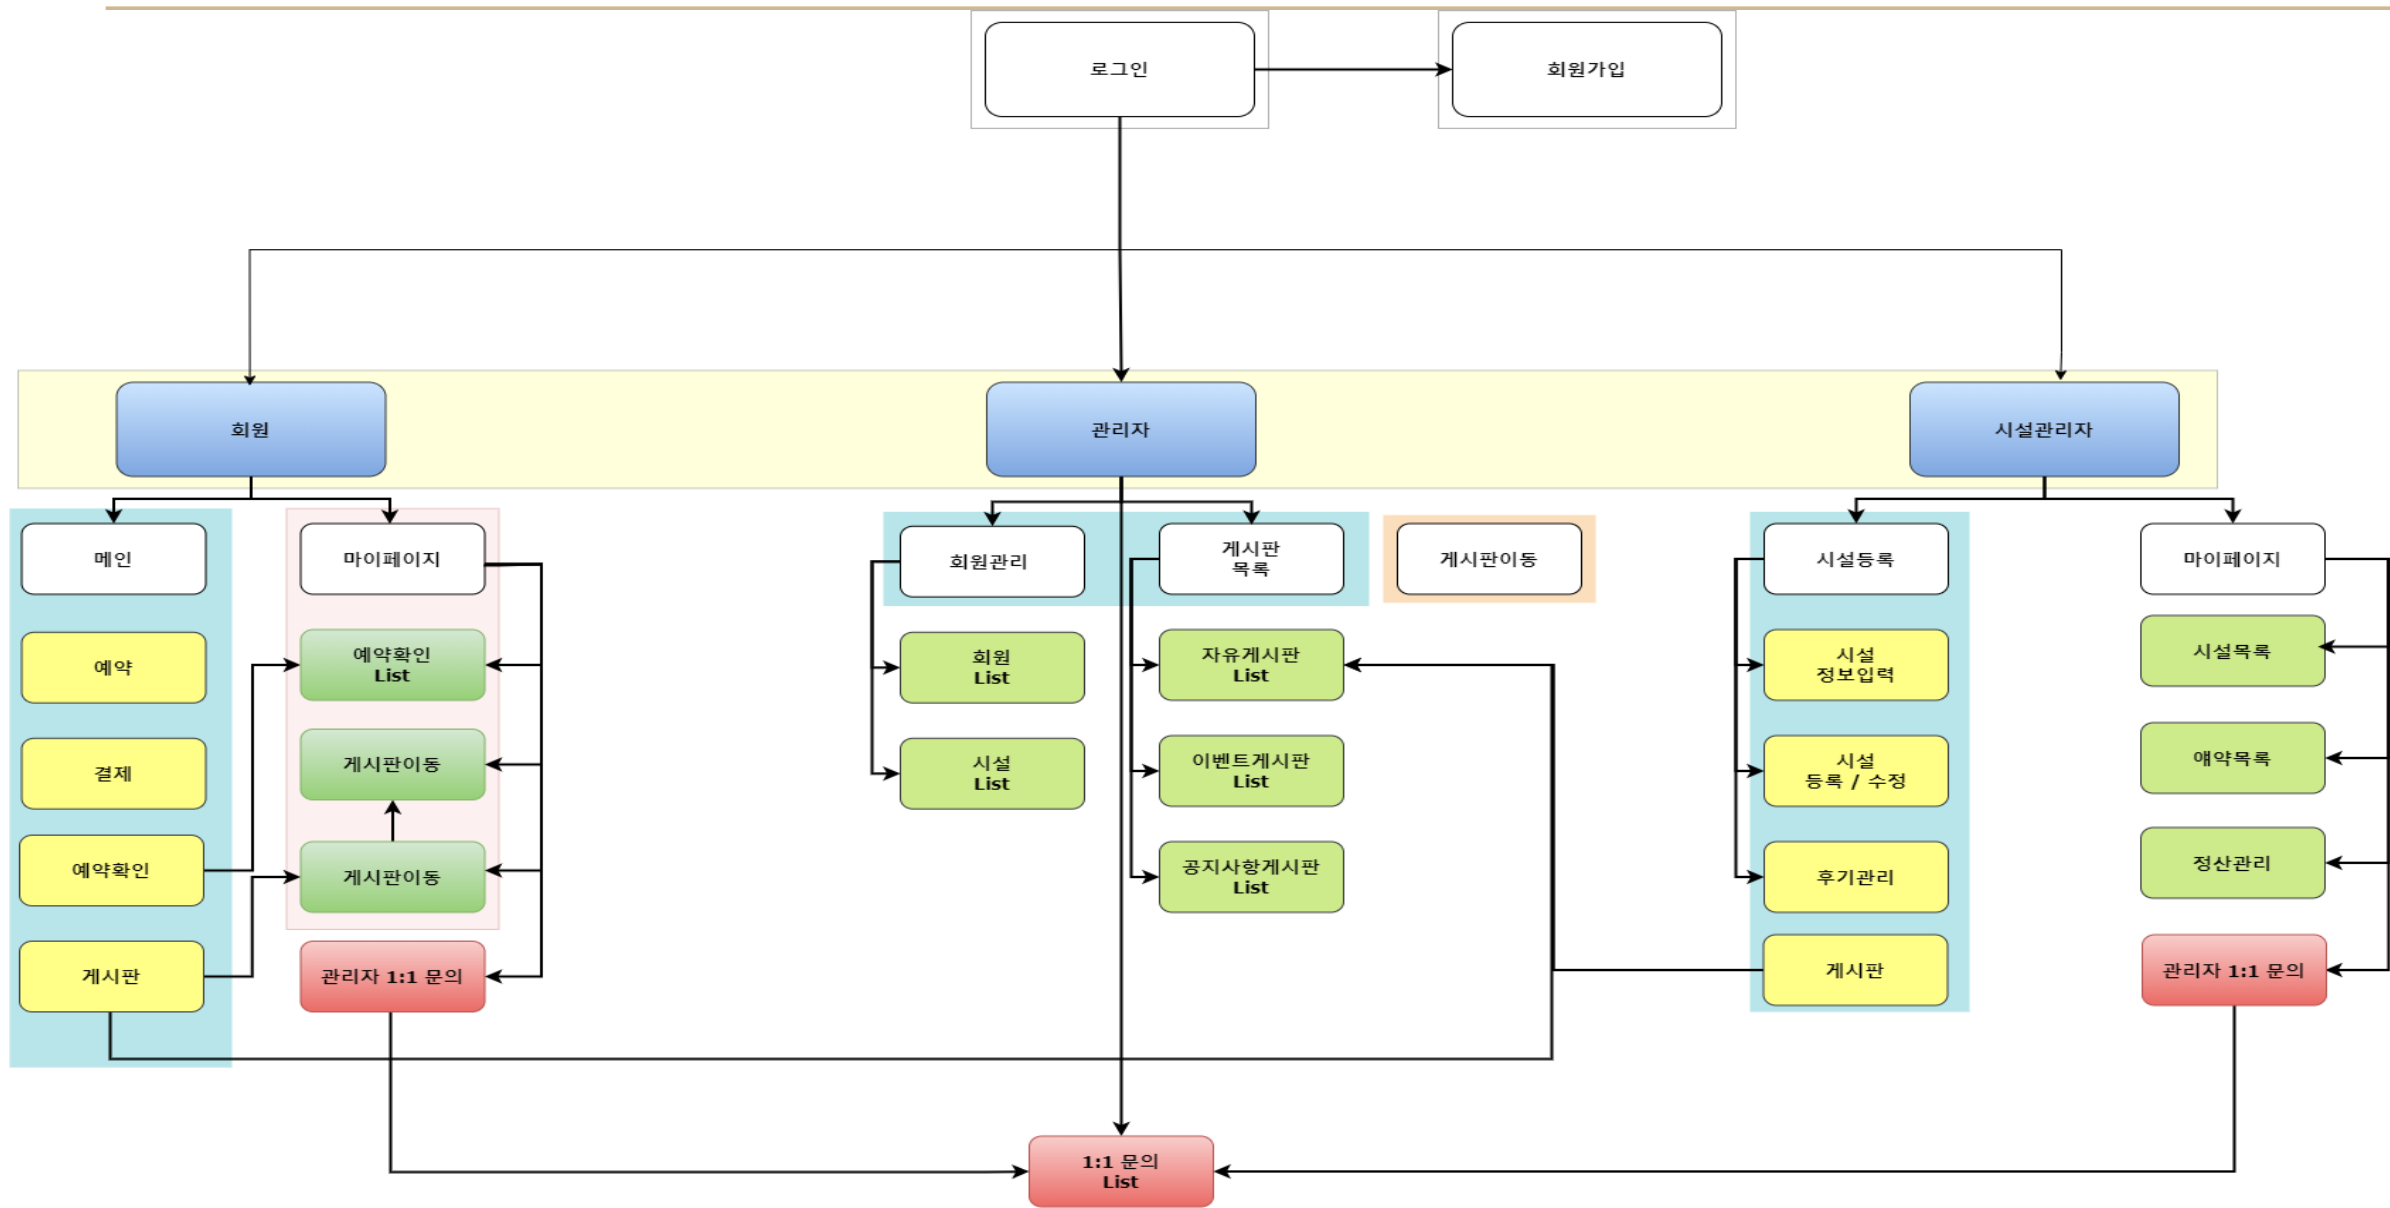 로그인
회원가입
회원
관리자
시설관리자
메인
마이페이지
회원관리
게시판
목록
게시판이동
시설등록
마이페이지
예약
예약확인
List
회원
List
자유게시판
List
시설
정보입력
시설목록
결제
게시판이동
시설
List
이벤트게시판
List
시설
등록 / 수정
얘약목록
예약확인
게시판이동
공지사항게시판
List
후기관리
정산관리
게시판
관리자 1:1 문의
게시판
관리자 1:1 문의
1:1 문의
List